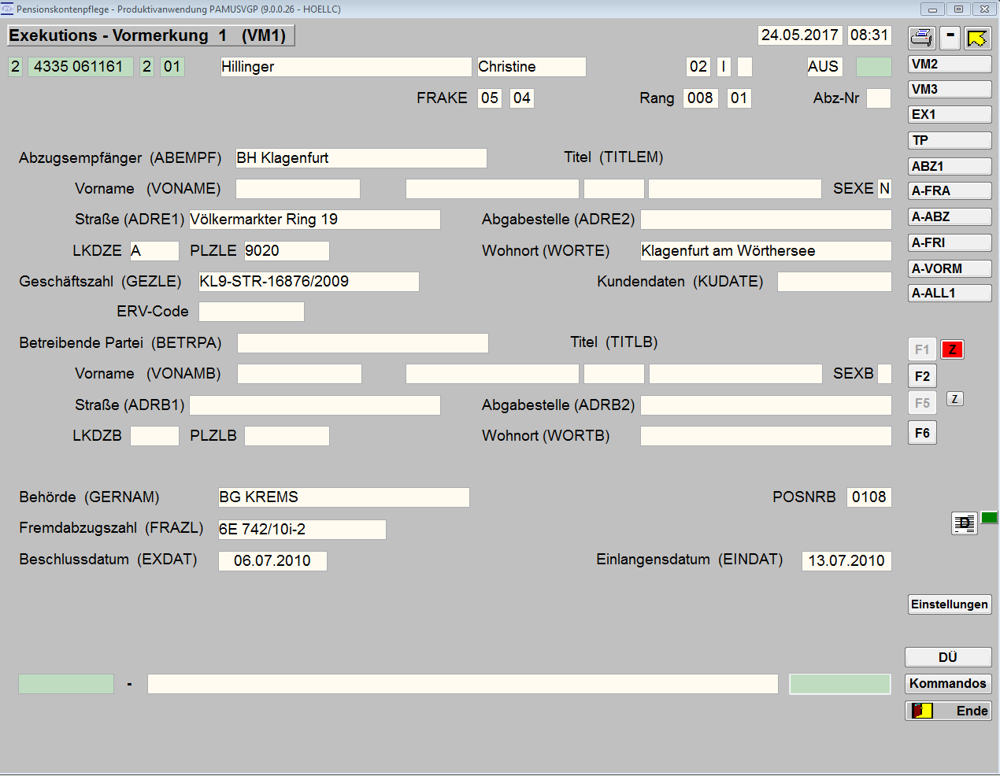 Pensionskontenpflege - Produktivanwendung PAMUSVGP (9.0.0.26 - HOELLC)
Exekutions - Vormerkung 1 (VM1) 24.05.2017 08:31
2 4335 061161 2 01 Hillinger Christine 02 I AUS
FRAKE 05 04 Rang 008 01 Abz-Nr
Abzugsempfänger (ABEMPF) BH Klagenfurt Titel (TITLEM)
Vorname (VONAME) SEXE N
Straße (ADRE1) Völkermarkter Ring 19 Abgabestelle (ADRE2)
LKDZE A PLZLE 9020 Wohnort (WORTE) Klagenfurt am Wörthersee
Geschäftszahl (GEZLE) KL9-STR-16876/2009 Kundendaten (KUDATE)
ERV-Code
Betreibende Partei (BETRPA) Titel (TITLB)
Vorname (VONAMB) SEXB
Straße (ADRB1) Abgabestelle (ADRB2)
LKDZB PLZLB Wohnort (WORTB)
Behörde (GERNAM) BG KREMS POSNRB 0108
Fremdabzugszahl (FRAZL) 6E 742/10i-2
Beschlussdatum (EXDAT) 06.07.2010 Einlangensdatum (EINDAT) 13.07.2010
-
-
VM2
VM3
EX1
TP
ABZ1
A-FRA
A-ABZ
A-FRI
A-VORM
A-ALL1
F1 Z
F2
F5 Z
F6
D
Einstellungen
DÜ
Kommandos
Ende